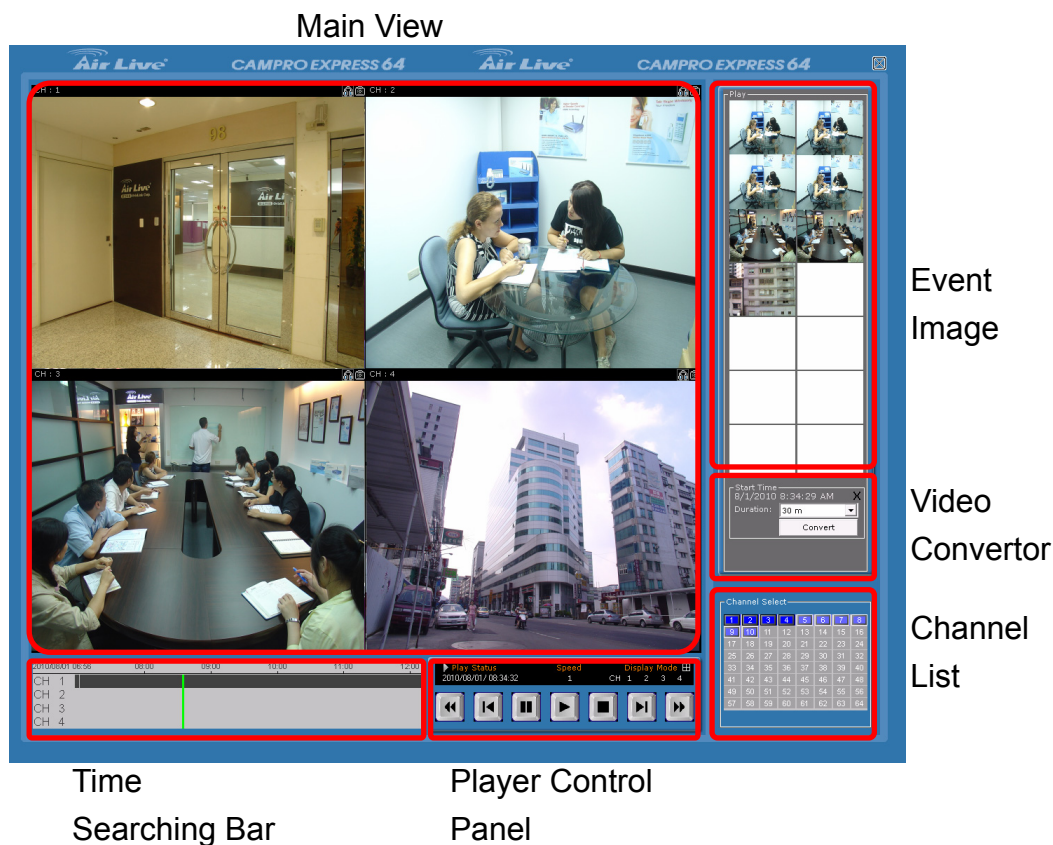 Main View
Air Live CAMPRO EXPRESS 64 Air Live CAMPRO EXPRESS 64
CH : 1
CH : 2
98
Air Live
Air Live
CH : 3
CH : 4
Air Live
Play
Event
Image
Start Time
8/1/2010 8:34:29 AM X
Duration: 30 m
Convert
Video
Convertor
Channel Select
1 2 3 4 5 6 7 8
9 10 11 12 13 14 15 16
17 18 19 20 21 22 23 24
25 26 27 28 29 30 31 32
33 34 35 36 37 38 39 40
41 42 43 44 45 46 47 48
49 50 51 52 53 54 55 56
57 58 59 60 61 62 63 64
Channel
List
2010/08/01 06:56 08:00 09:00 10:00 11:00 12:00
CH 1
CH 2
CH 3
CH 4
Play Status Speed Display Mode
2010/08/01/ 08:34:32 1 CH 1 2 3 4
Time
Searching Bar
Player Control
Panel